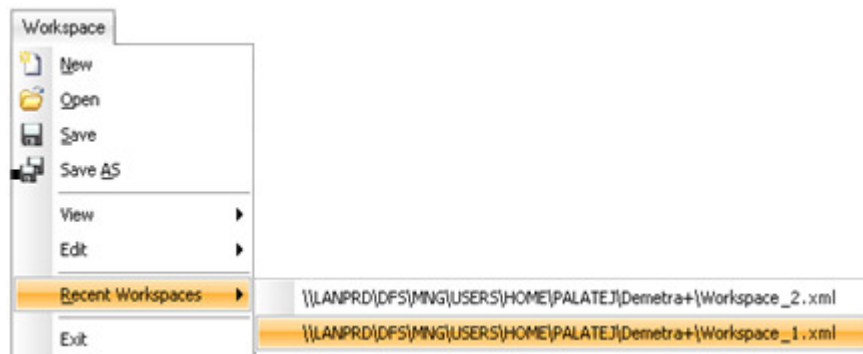 Workspace
New
Open
Save
Save AS
View
Edit
Recent Workspaces
\\LANPRD\DFS\MNG\USERS\HOME\PALATEJ\Demetra+\Workspace_2.xml
\\LANPRD\DFS\MNG\USERS\HOME\PALATEJ\Demetra+\Workspace_1.xml
Exit